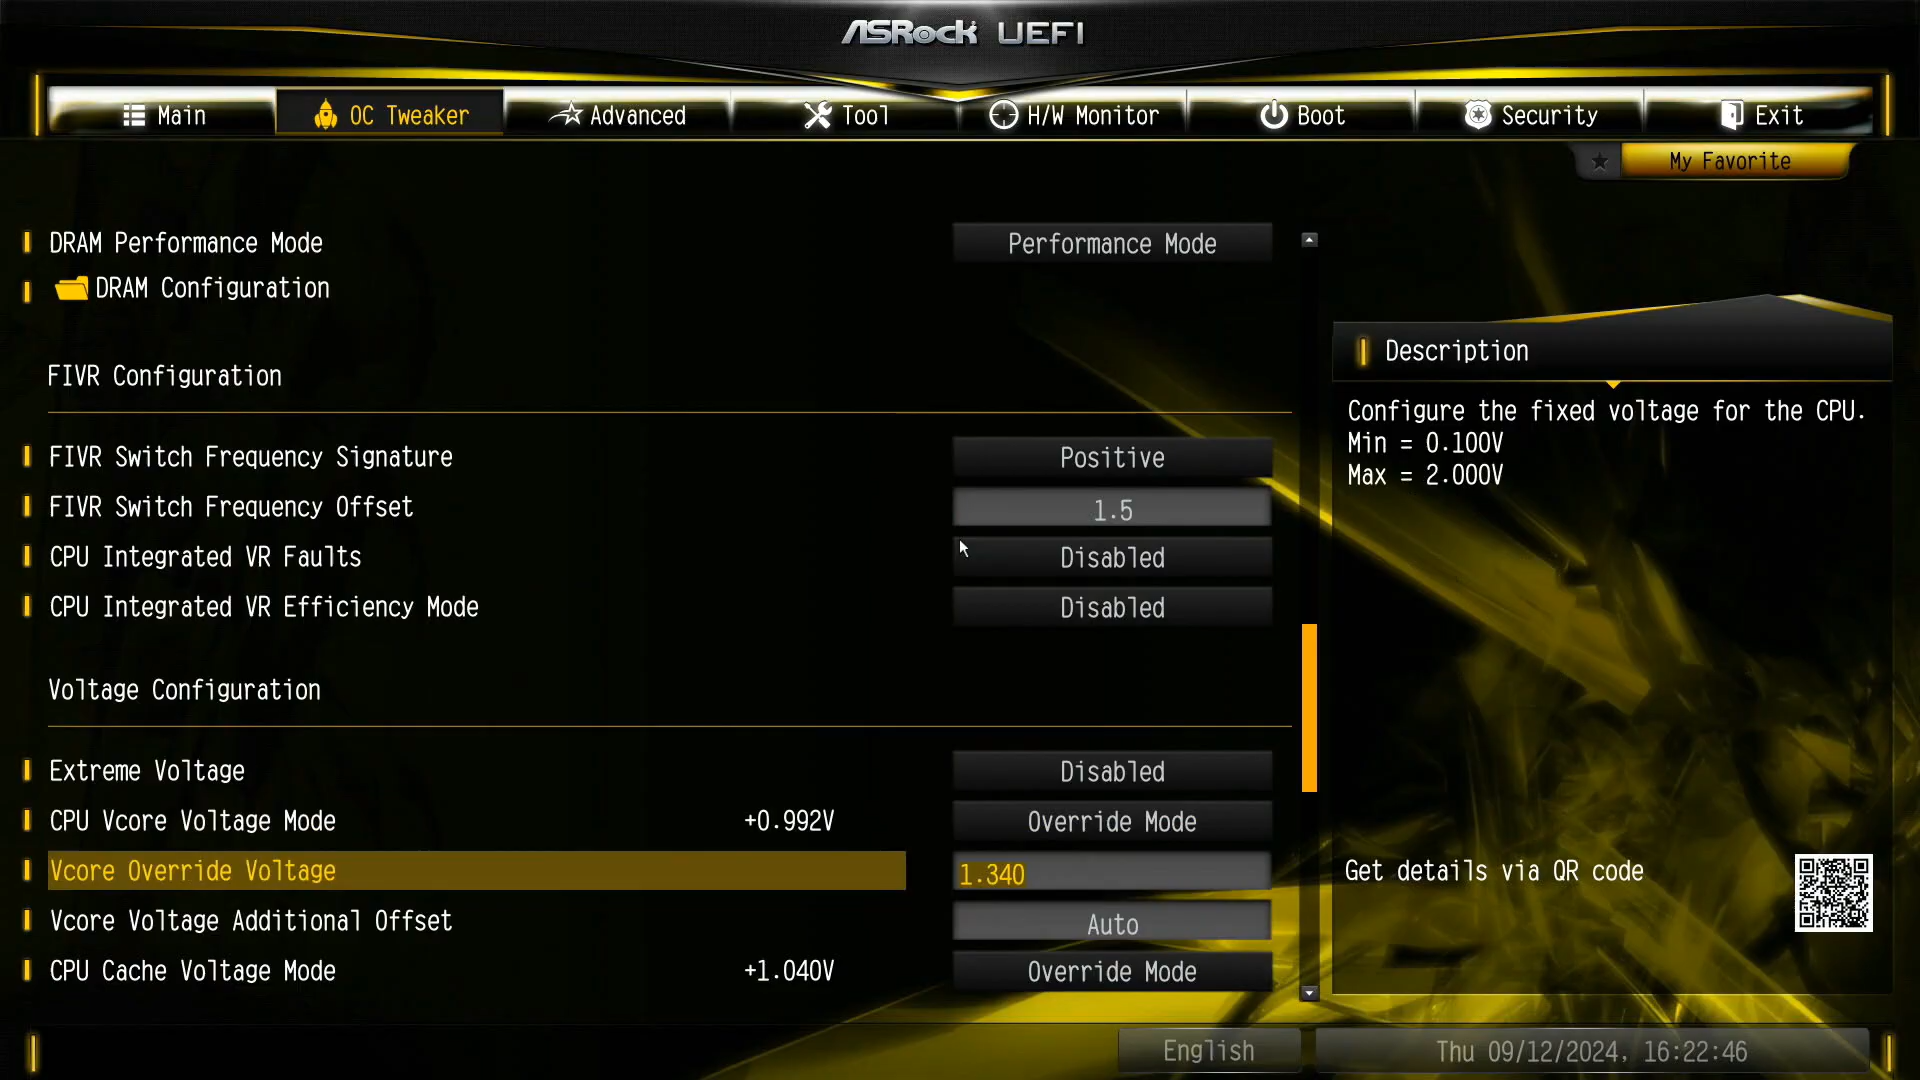 ASRock UEFI
Main
OC Tweaker
Advanced
Tool
H/W Monitor
Boot
Security
Exit
My Favorite
DRAM Performance Mode Performance Mode
DRAM Configuration
FIVR Configuration
FIVR Switch Frequency Signature Positive
FIVR Switch Frequency Offset 1.5
CPU Integrated VR Faults Disabled
CPU Integrated VR Efficiency Mode Disabled
Voltage Configuration
Extreme Voltage Disabled
CPU Vcore Voltage Mode +0.992V Override Mode
Vcore Override Voltage 1.340
Vcore Voltage Additional Offset Auto
CPU Cache Voltage Mode +1.040V Override Mode
Description
Configure the fixed voltage for the CPU.
Min = 0.100V
Max = 2.000V
Get details via QR code
English
Thu 09/12/2024, 16:22:46